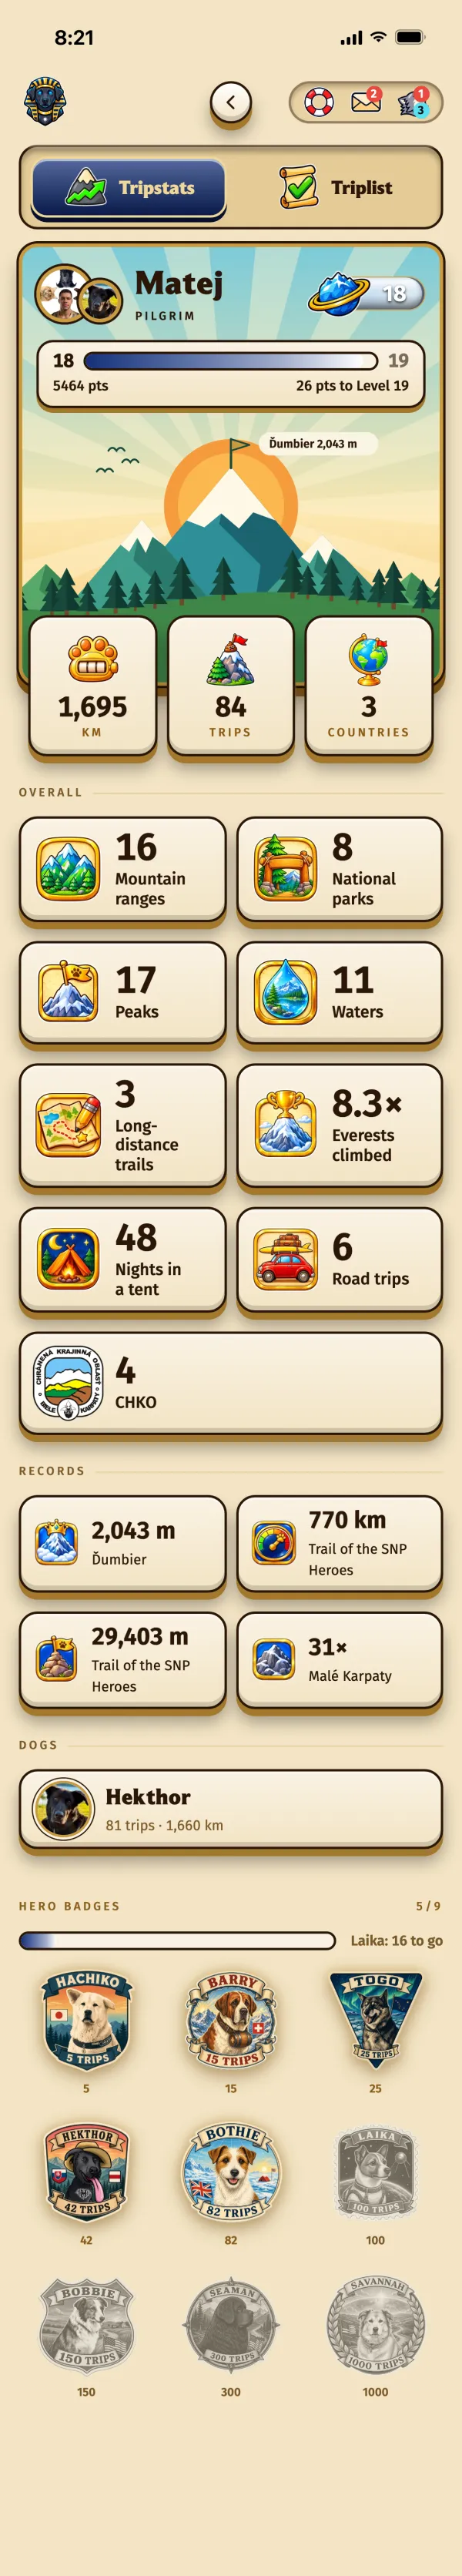 8:21
2
1
3
Tripstats
Triplist
Matej
PILGRIM
18
18
19
5464 pts
26 pts to Level 19
Ďumbier 2,043 m
1,695
KM
84
TRIPS
3
COUNTRIES
OVERALL
16
Mountain
ranges
8
National
parks
17
Peaks
11
Waters
3
Long-
distance
trails
8.3×
Everests
climbed
48
Nights in
a tent
6
Road trips
CHRÁNENÁ KRAJINNÁ OBLASŤ
BIELE KARPATY
4
CHKO
RECORDS
2,043 m
Ďumbier
770 km
Trail of the SNP
Heroes
29,403 m
Trail of the SNP
Heroes
31×
Malé Karpaty
DOGS
Hekthor
81 trips · 1,660 km
HERO BADGES
5/9
Laika: 16 to go
HACHIKO
5 TRIPS
5
BARRY
15 TRIPS
15
TOGO
25 TRIPS
25
HEKTHOR
42 TRIPS
42
BOTHIE
82 TRIPS
82
LAIKA
100 TRIPS
100
BOBBIE
150 TRIPS
150
SEAMAN
300 TRIPS
300
SAVANNAH
1000 TRIPS
1000